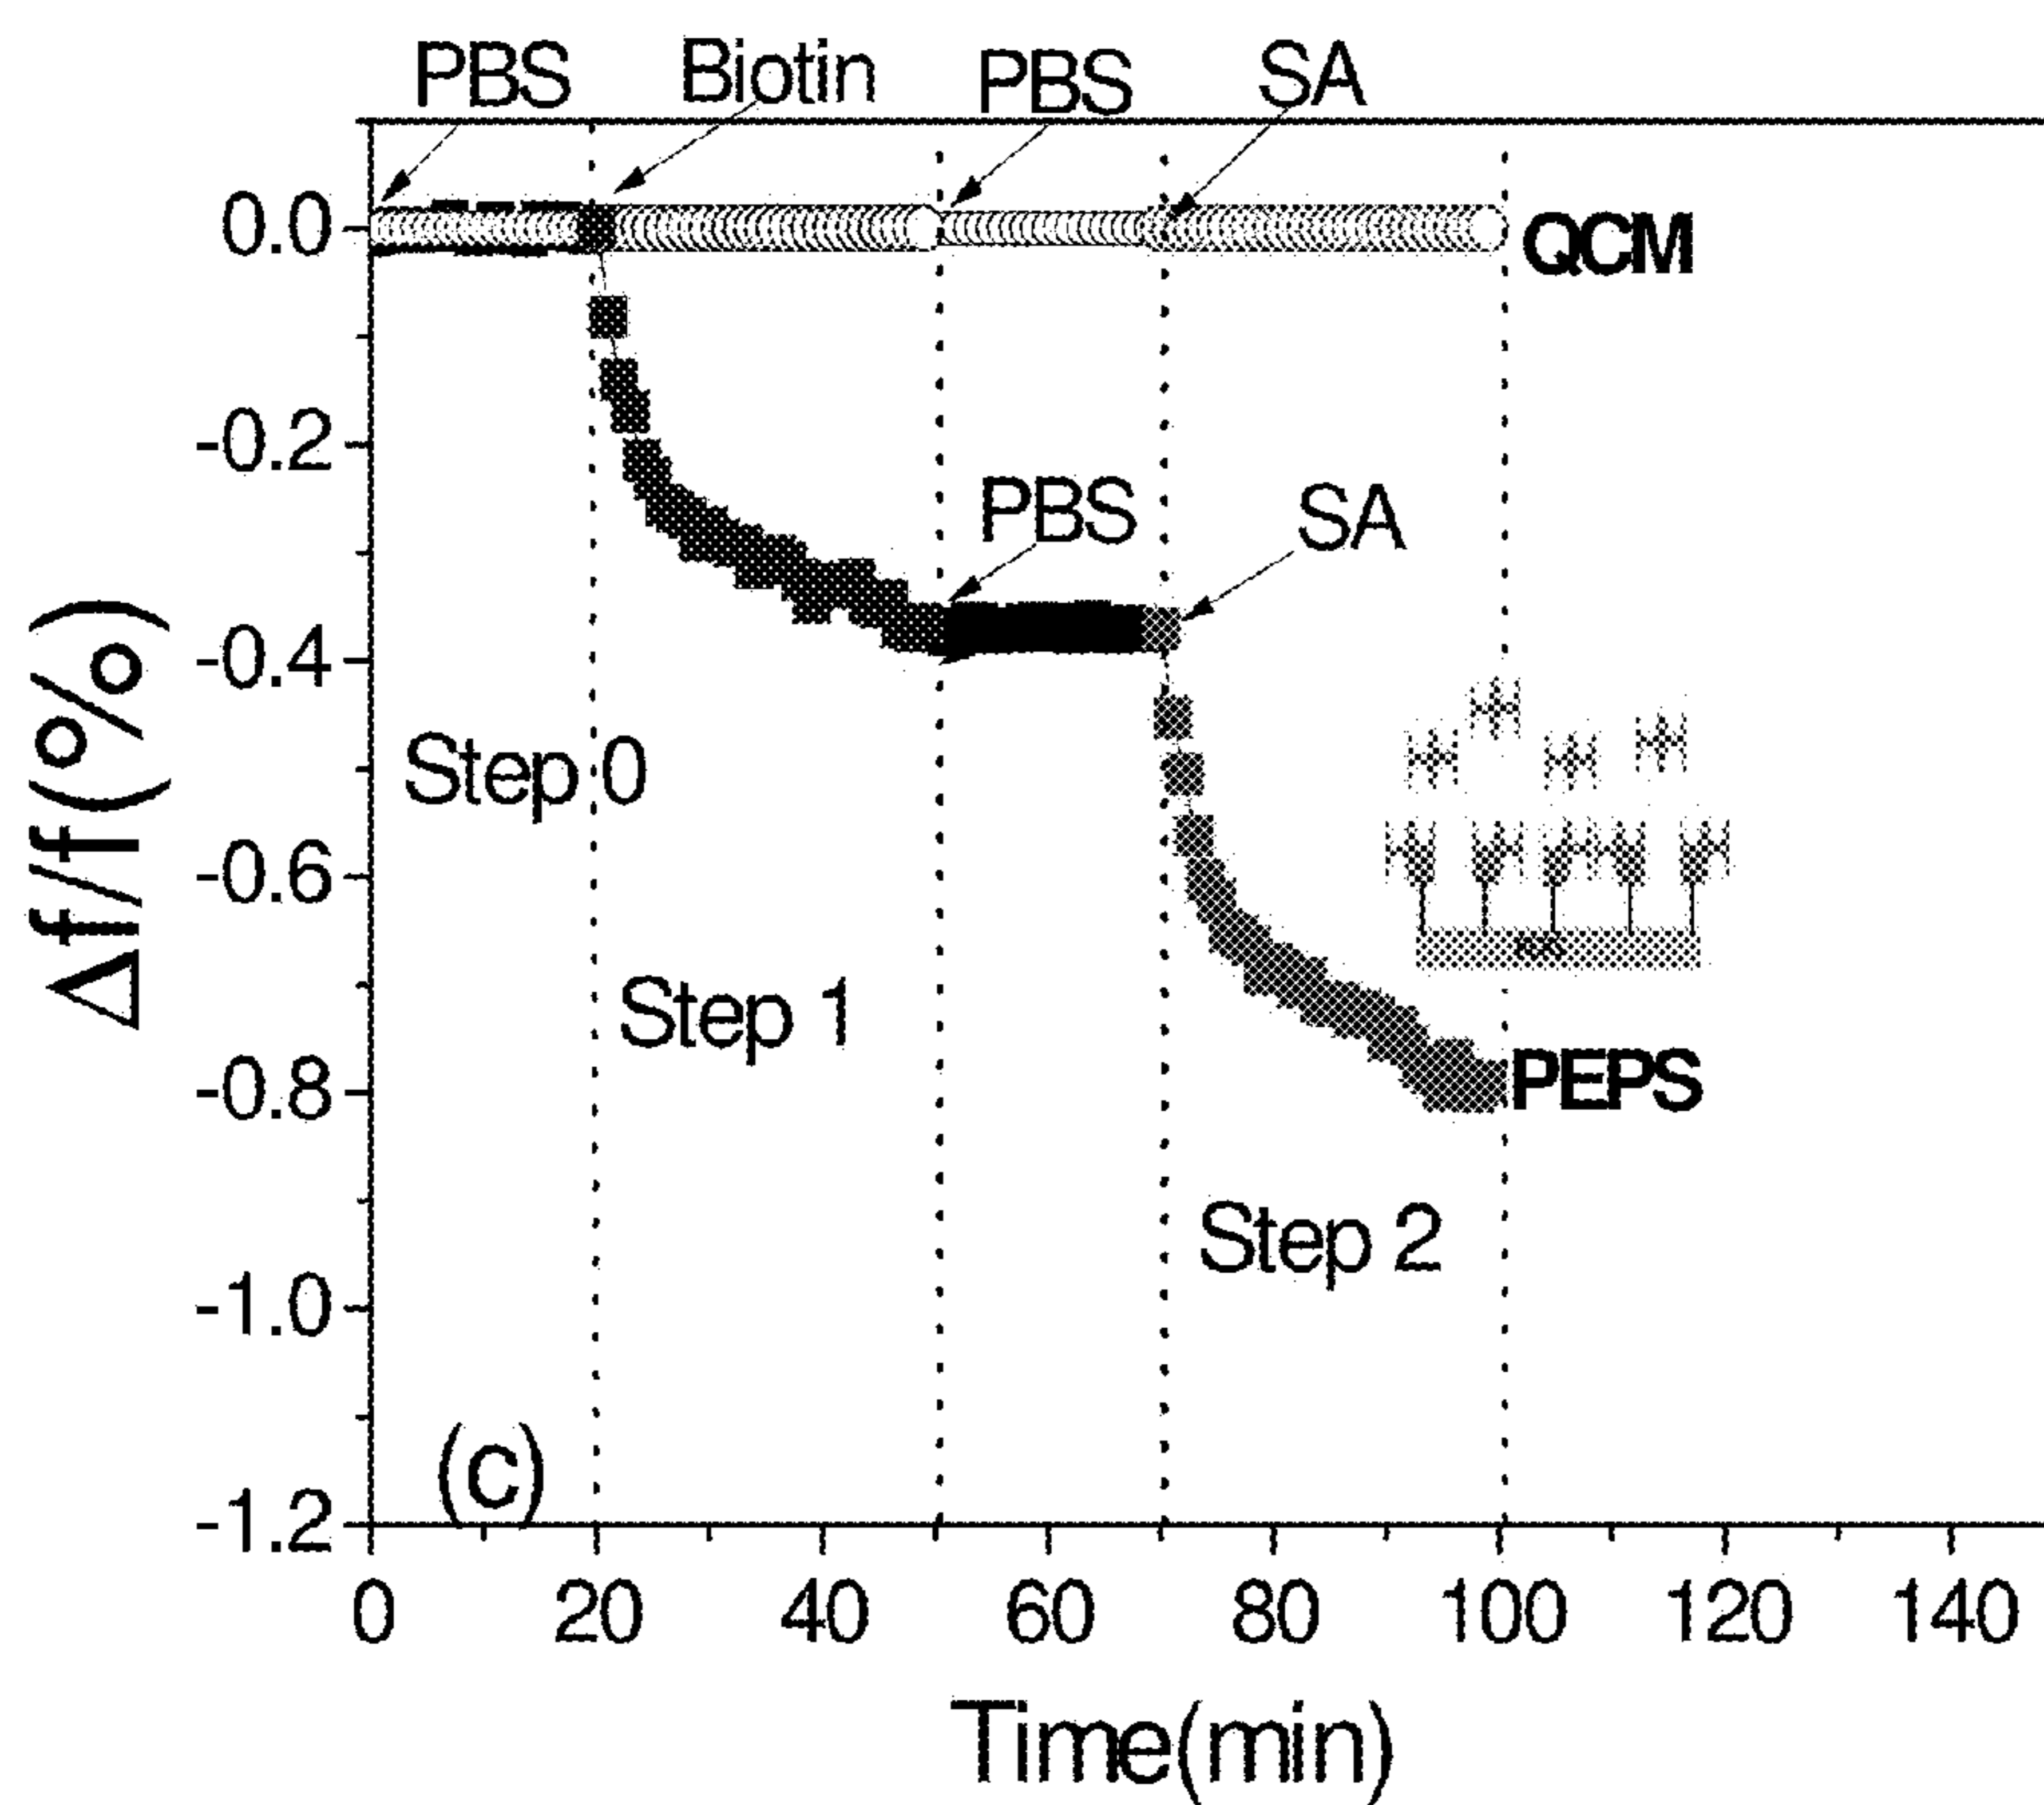 PBS Biotin PBS SA
0.0
QCM
-0.2
PBS SA
-0.4
Step 0
-0.6
Step 1
PEPS
-0.8
Step 2
-1.0
(c)
-1.2
0 20 40 60 80 100 120 140
Time(min)
Δf/f(%)